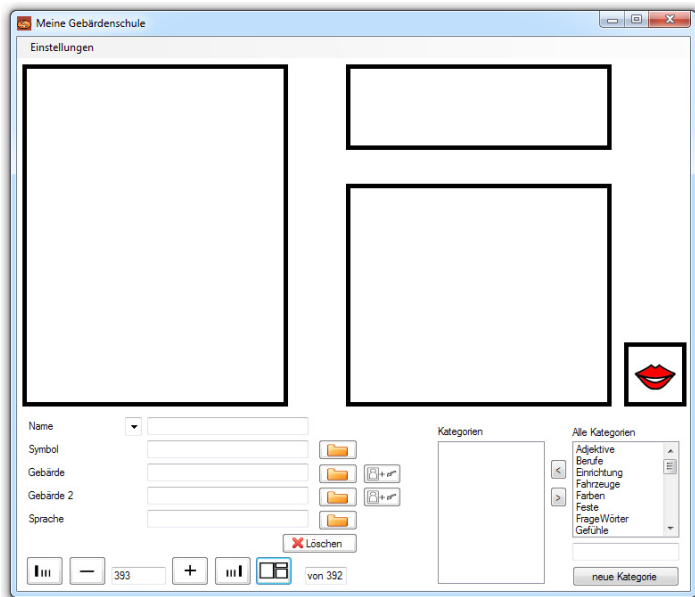 Meine Gebärdenschule
Einstellungen
Name
Symbol
Gebärde
Gebärde 2
Sprache
Löschen
393
von 392
Kategorien
<
>
Alle Kategorien
Adjektive
Berufe
Einrichtung
Fahrzeuge
Farben
Feste
FrageWörter
Gefühle
neue Kategorie